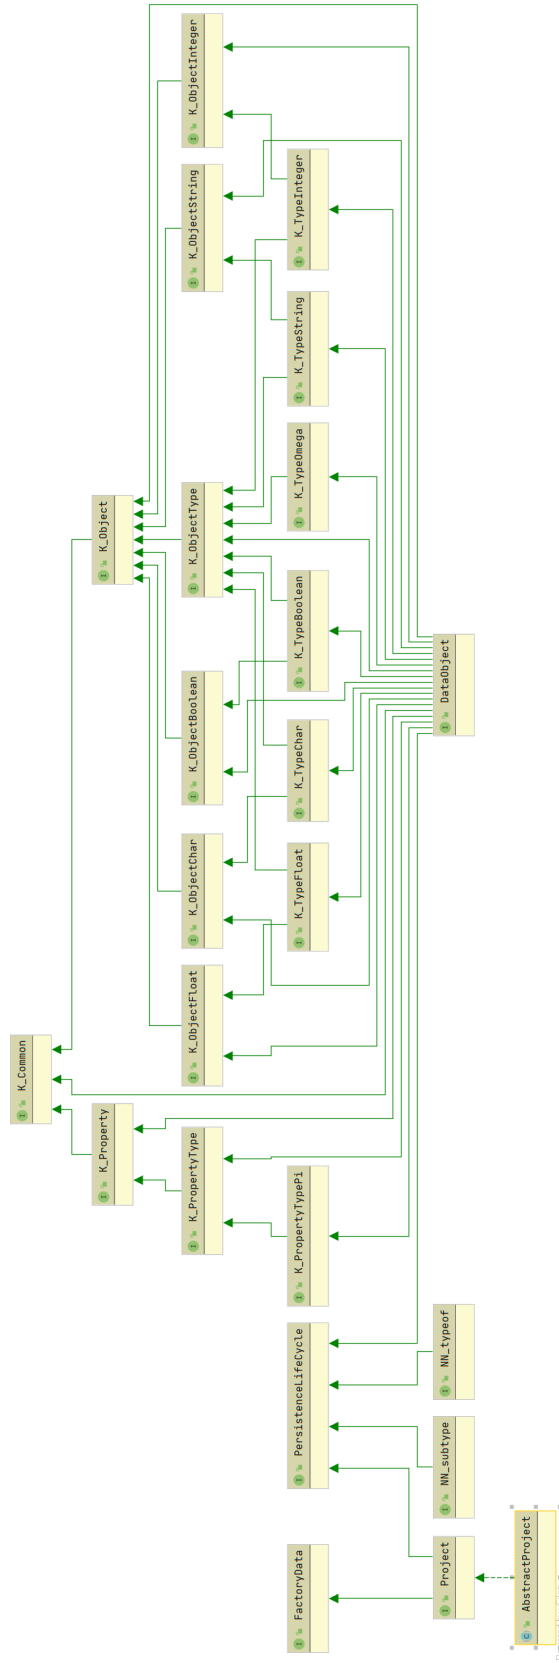 K_Common
K_Object
K_Property
K_ObjectInteger
K_ObjectString
K_ObjectType
K_ObjectBoolean
K_ObjectChar
K_ObjectFloat
K_PropertyType
K_TypeInteger
K_TypeString
K_TypeOmega
K_TypeBoolean
K_TypeChar
K_TypeFloat
K_PropertyTypePi
PersistenceLifeCycle
FactoryData
DataObject
NN_typeof
NN_subtype
Project
AbstractProject